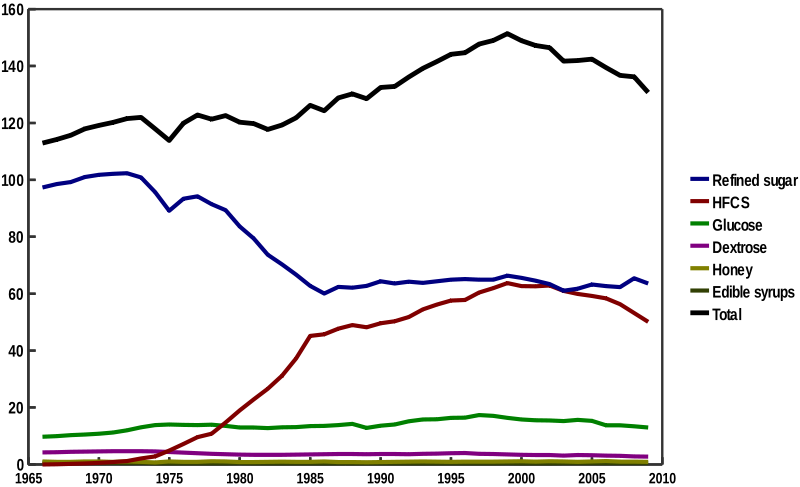 160
140
120
100
80
60
40
20
0
1965 1970 1975 1980 1985 1990 1995 2000 2005 2010
Refined sugar
HFCS
Glucose
Dextrose
Honey
Edible syrups
Total